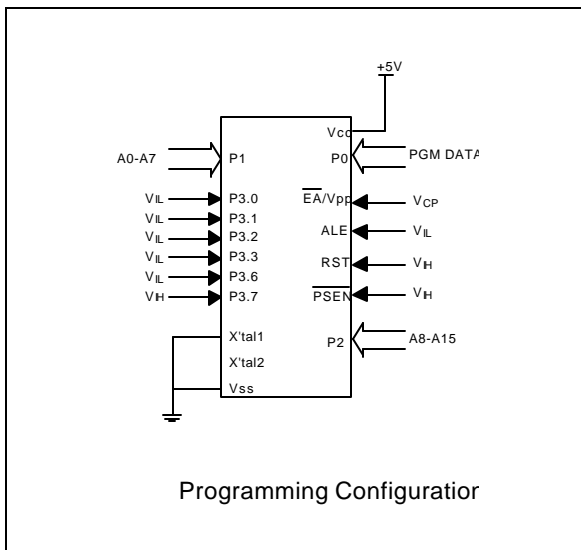 +5V
Vcc
A0-A7 P1 P0 PGM DATA
VIL P3.0 EA/Vpp VCP
VIL P3.1
VIL P3.2 ALE VIL
VIL P3.3 RST VIH
VIL P3.6
VIH P3.7 PSEN VIH
X'tal1 P2 A8-A15
X'tal2
Vss
Programming Configuration